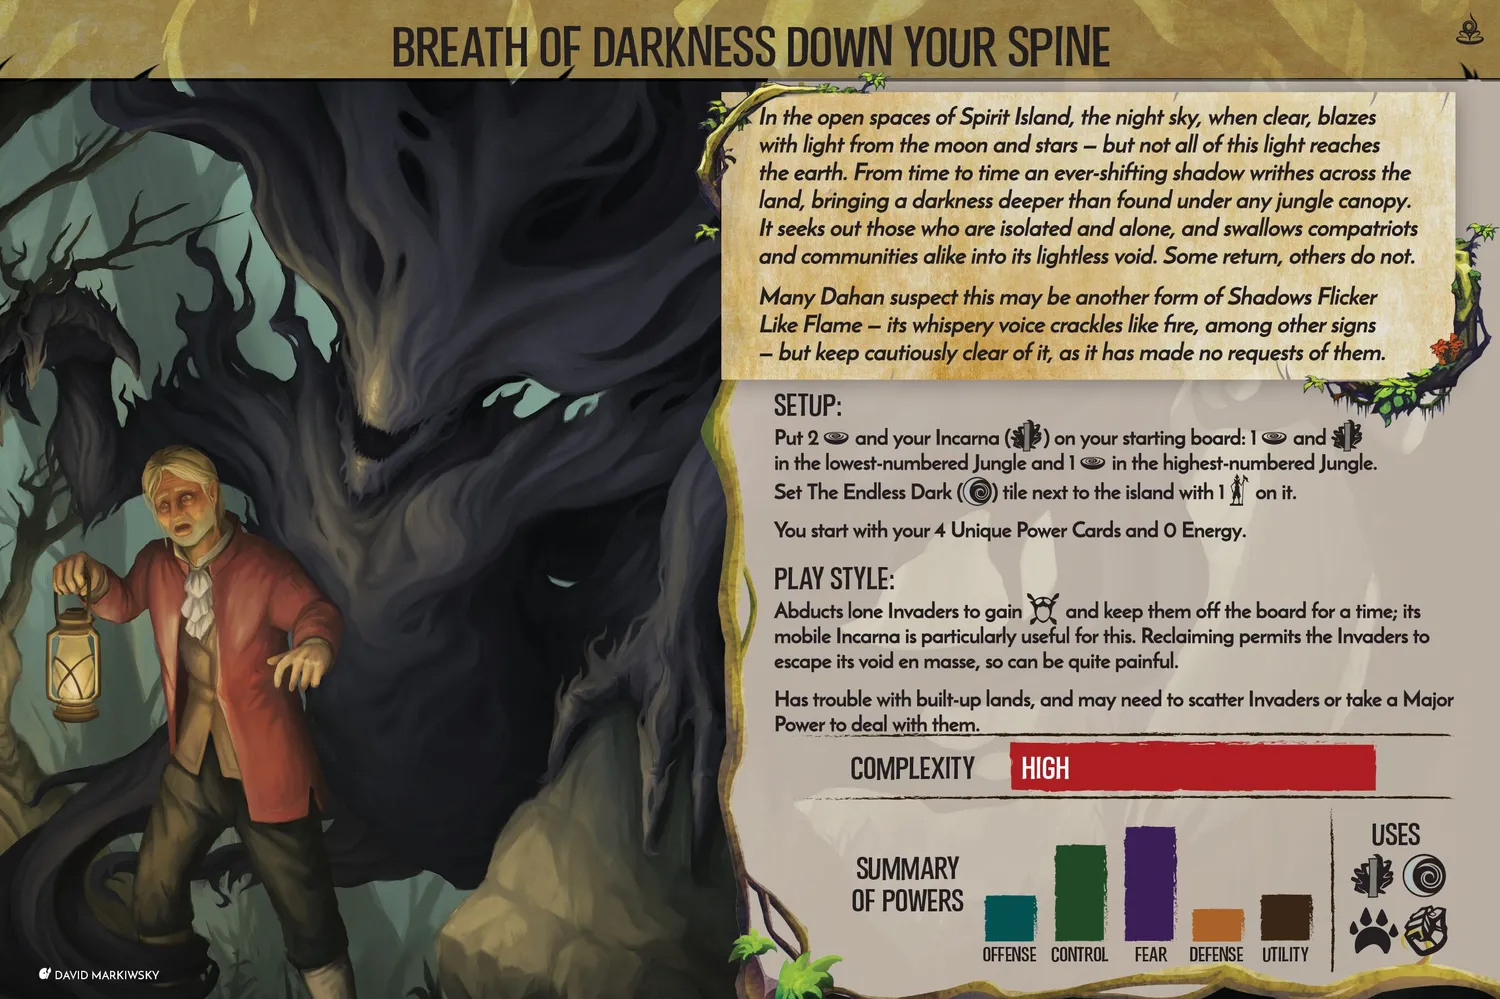 BREATH OF DARKNESS DOWN YOUR SPINE
In the open spaces of Spirit Island, the night sky, when clear, blazes
with light from the moon and stars – but not all of this light reaches
the earth. From time to time an ever-shifting shadow writhes across the
land, bringing a darkness deeper than found under any jungle canopy.
It seeks out those who are isolated and alone, and swallows compatriots
and communities alike into its lightless void. Some return, others do not.
Many Dahan suspect this may be another form of Shadows Flicker
Like Flame – its whispery voice crackles like fire, among other signs
– but keep cautiously clear of it, as it has made no requests of them.
SETUP:
Put 2 and your Incarna ( ) on your starting board: 1 and
in the lowest-numbered Jungle and 1 in the highest-numbered Jungle.
Set The Endless Dark ( ) tile next to the island with 1 on it.
You start with your 4 Unique Power Cards and 0 Energy.
PLAY STYLE:
Abducts lone Invaders to gain and keep them off the board for a time; its
mobile Incarna is particularly useful for this. Reclaiming permits the Invaders to
escape its void en masse, so can be quite painful.
Has trouble with built-up lands, and may need to scatter Invaders or take a Major
Power to deal with them.
COMPLEXITY HIGH
SUMMARY
OF POWERS
OFFENSE CONTROL FEAR DEFENSE UTILITY
USES
DAVID MARKIWSKY